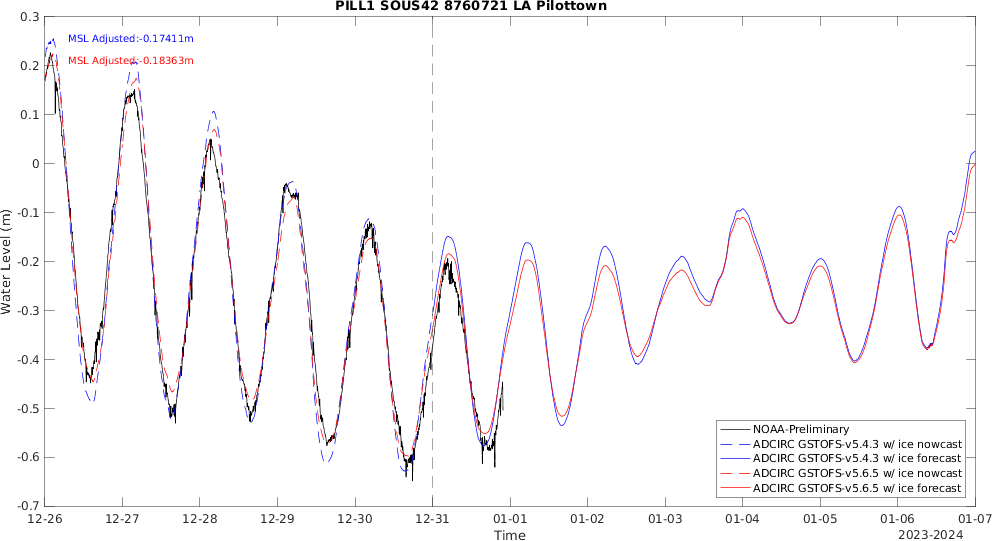 PILL1 SOUS42 8760721 LA Pilottown
MSL Adjusted:-0.17411m
MSL Adjusted:-0.18363m
Water Level (m)
0.3
0.2
0.1
0
-0.1
-0.2
-0.3
-0.4
-0.5
-0.6
-0.7
NOAA-Preliminary
ADCIRC GSTOFS-v5.4.3 w/ ice nowcast
ADCIRC GSTOFS-v5.4.3 w/ ice forecast
ADCIRC GSTOFS-v5.6.5 w/ ice nowcast
ADCIRC GSTOFS-v5.6.5 w/ ice forecast
12-26 12-27 12-28 12-29 12-30 12-31 01-01 01-02 01-03 01-04 01-05 01-06 01-07
Time
2023-2024